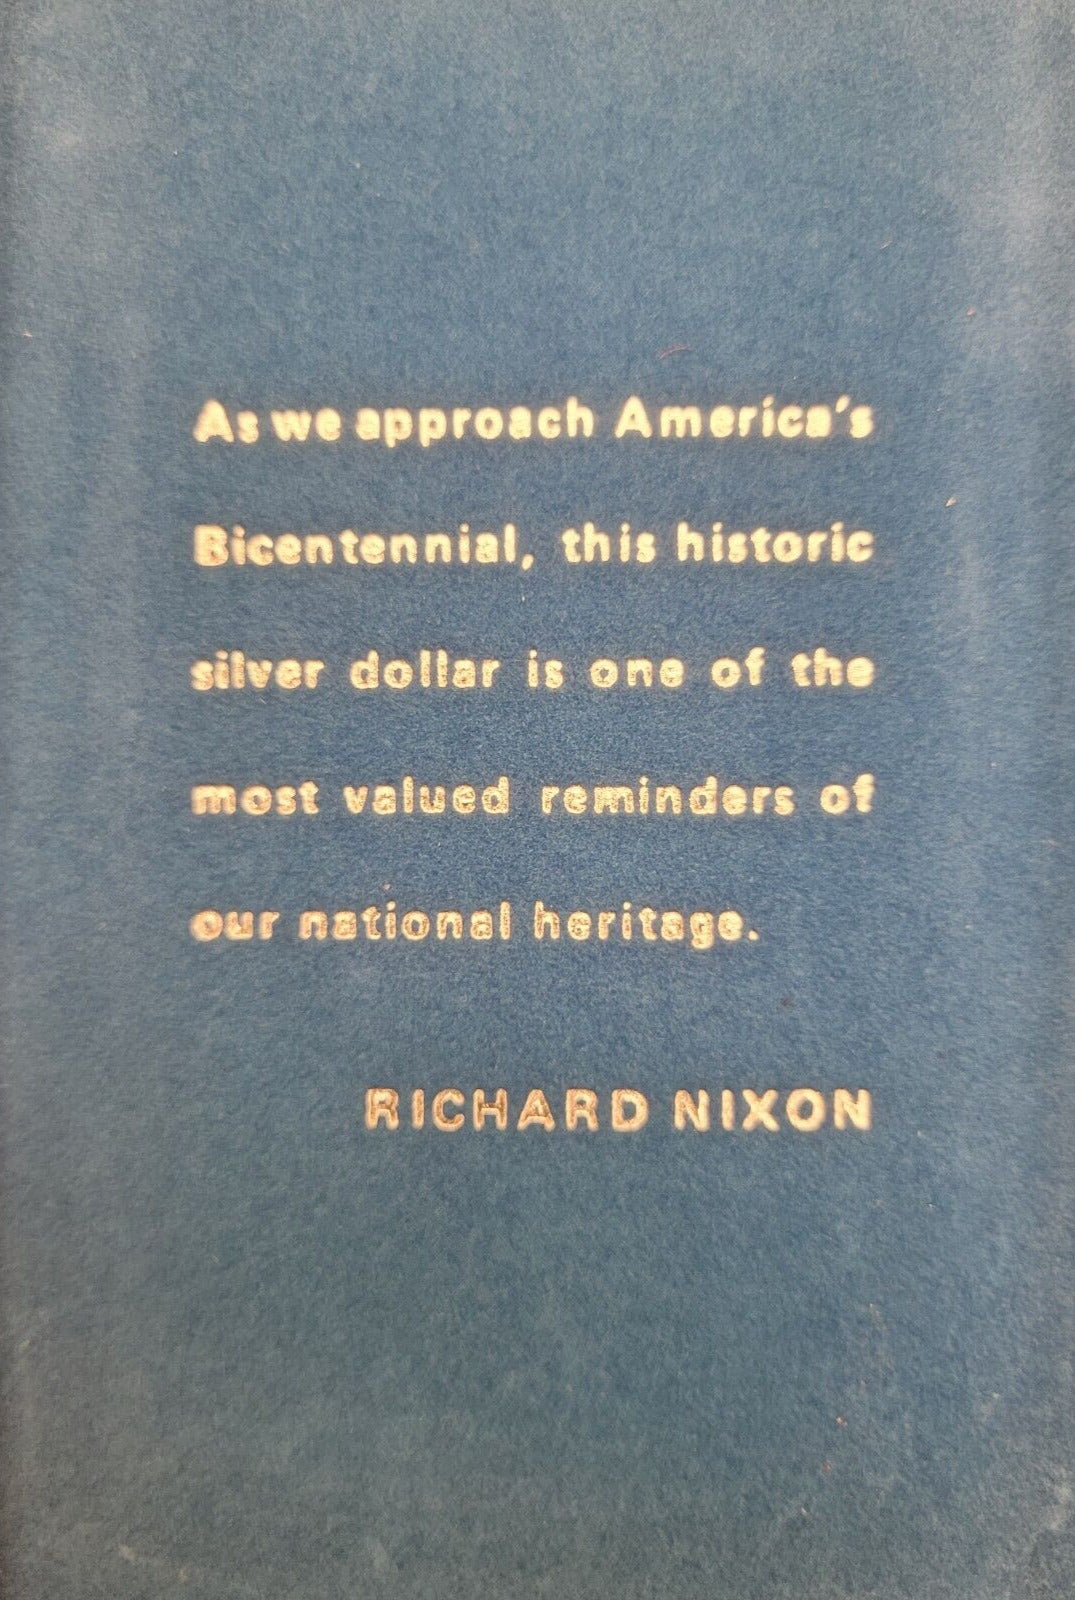 As we approach America's
Bicentennial, this historic
silver dollar is one of the
most valued reminders of
our national heritage.
RICHARD NIXON